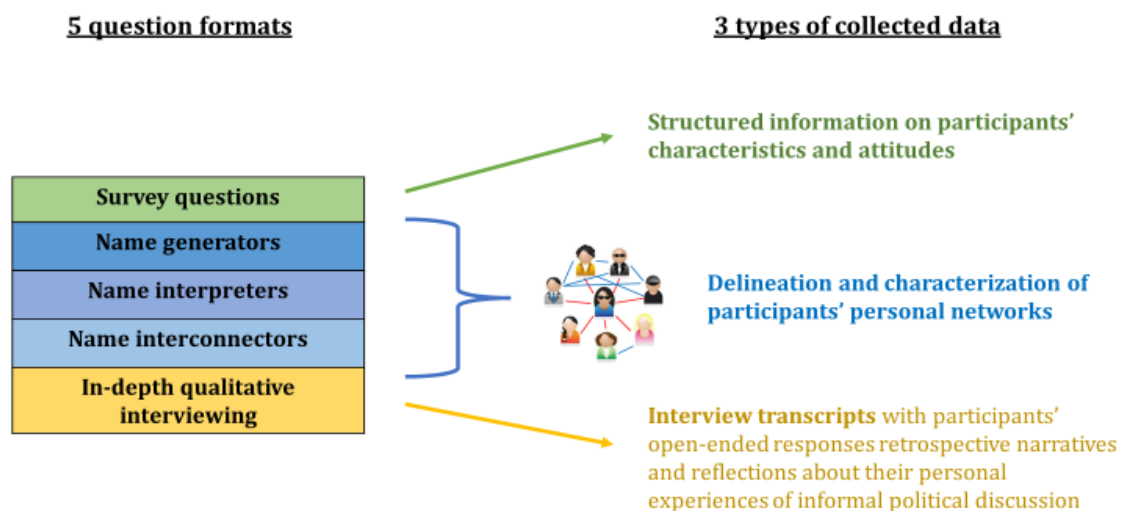 5 question formats
3 types of collected data
Structured information on participants’
characteristics and attitudes
Survey questions
Name generators
Name interpreters
Name interconnectors
In-depth qualitative
interviewing
Delineation and characterization of
participants’ personal networks
Interview transcripts with participants’
open-ended responses retrospective narratives
and reflections about their personal
experiences of informal political discussion